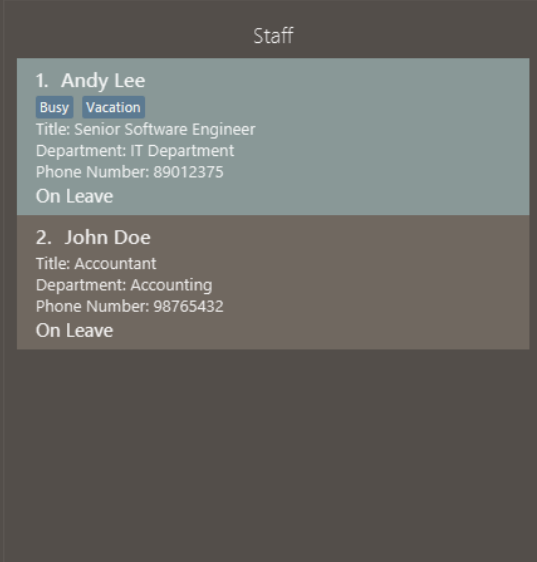 Staff
1. Andy Lee
Busy Vacation
Title: Senior Software Engineer
Department: IT Department
Phone Number: 89012375
On Leave
2. John Doe
Title: Accountant
Department: Accounting
Phone Number: 98765432
On Leave